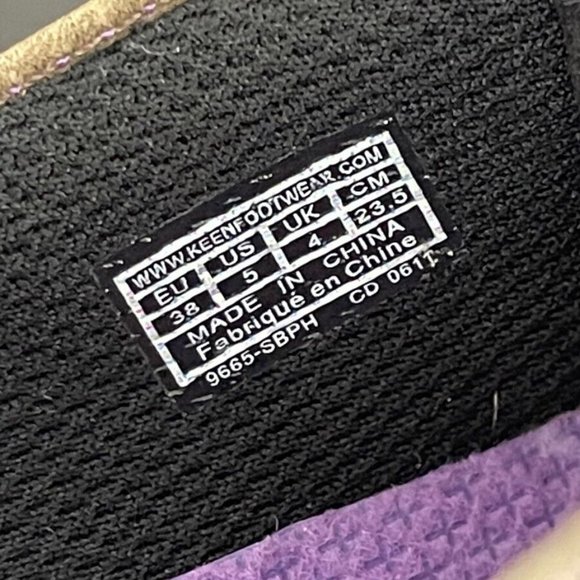 WWW.KEENFOOTWEAR.COM
EU US UK CM
38 5 4 23.5
MADE IN CHINA
Fabriqué en Chine
9665-SBPH CD 0611